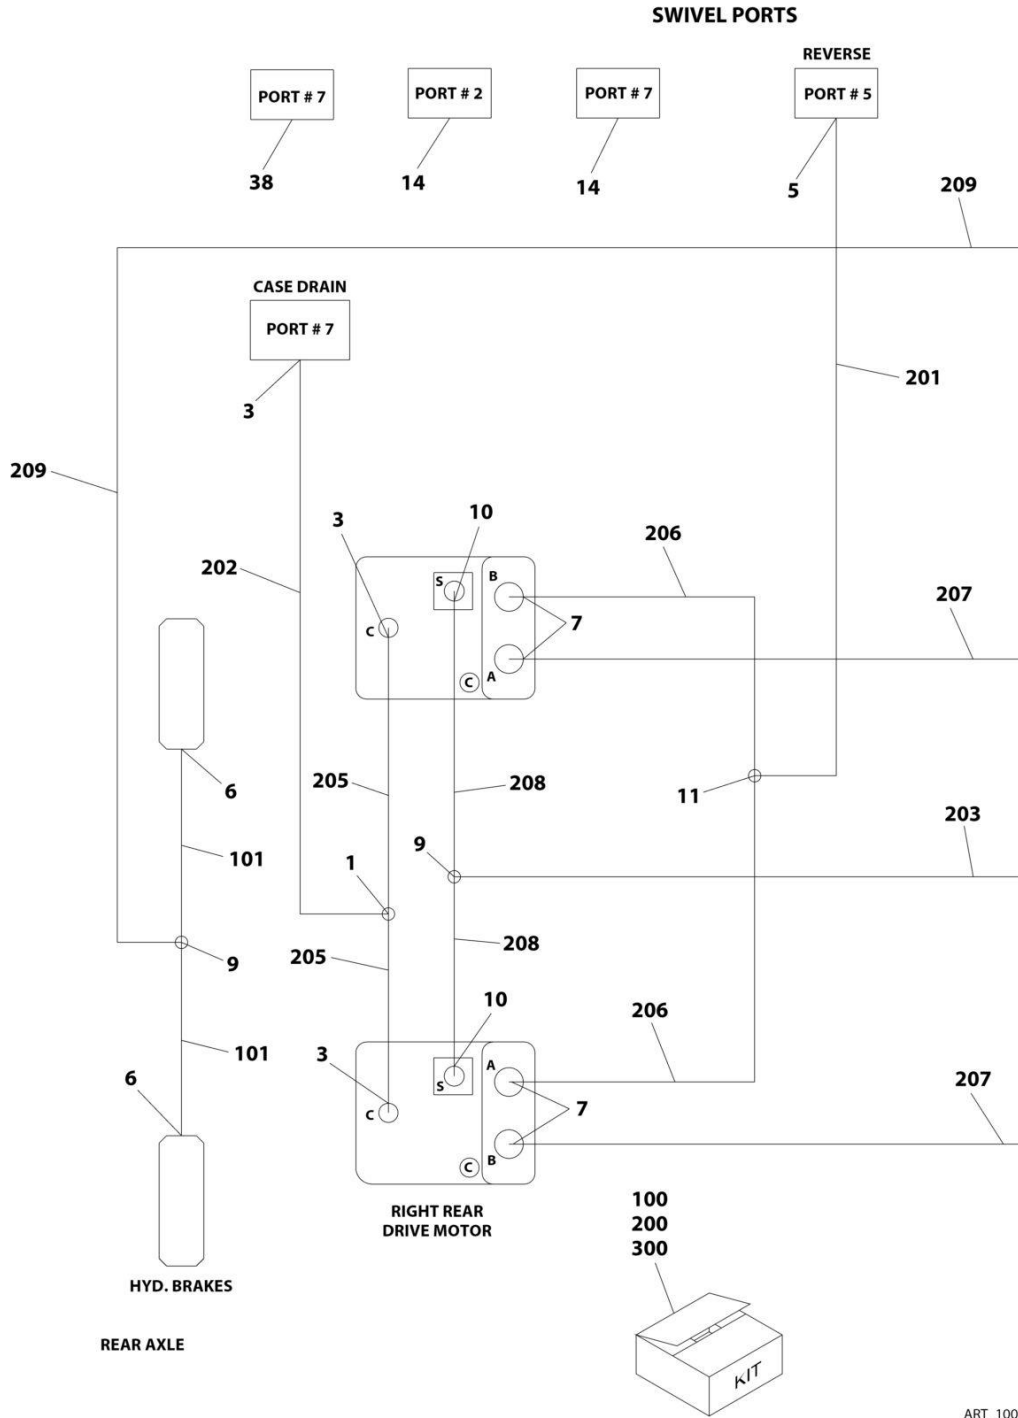 SWIVEL PORTS
REVERSE
PORT # 7
PORT # 2
PORT # 7
PORT # 5
38
14
14
5
209
CASE DRAIN
PORT # 7
201
3
209
3
10
206
202
S
B
207
7
C
A
C
6
205
208
11
203
9
101
1
208
205
9
10
206
101
3
A
6
S
207
7
C
B
C
RIGHT REAR
DRIVE MOTOR
100
200
300
HYD. BRAKES
REAR AXLE
KIT
ART_100